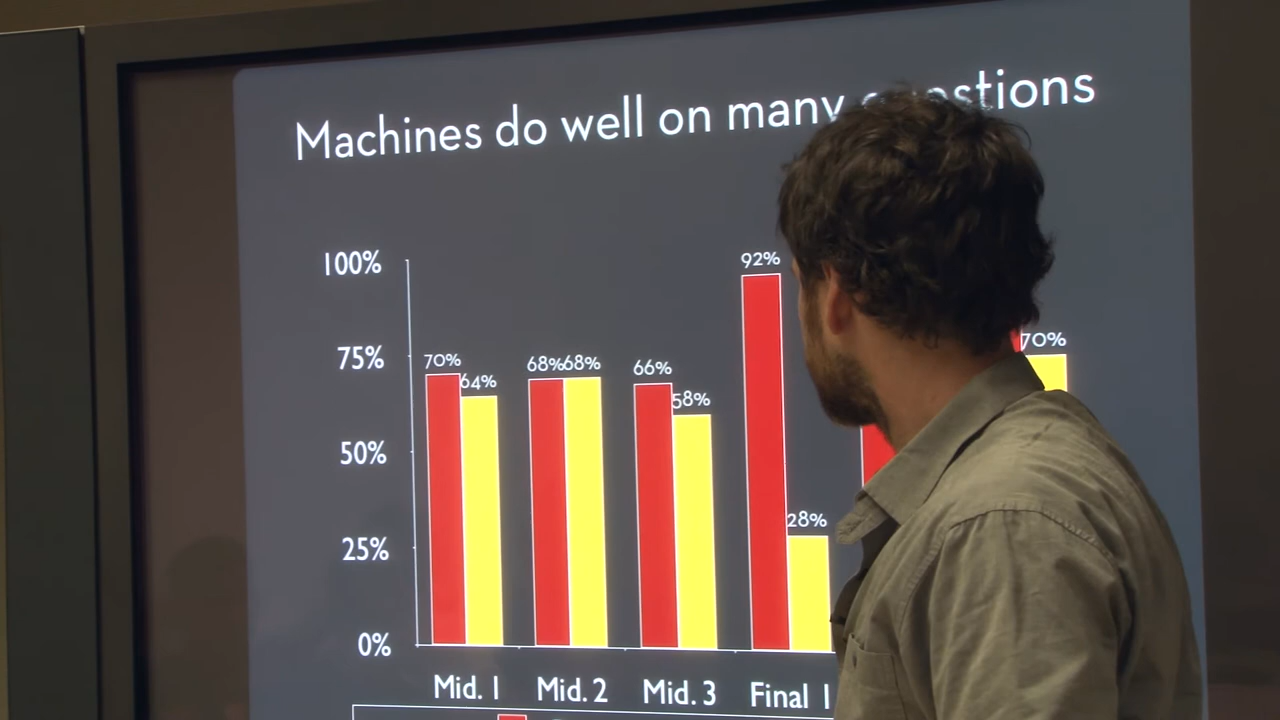 Machines do well on many questions
100%
75%
50%
25%
0%
70%
64%
68%
68%
66%
58%
92%
28%
70%
Mid. 1
Mid. 2
Mid. 3
Final 1